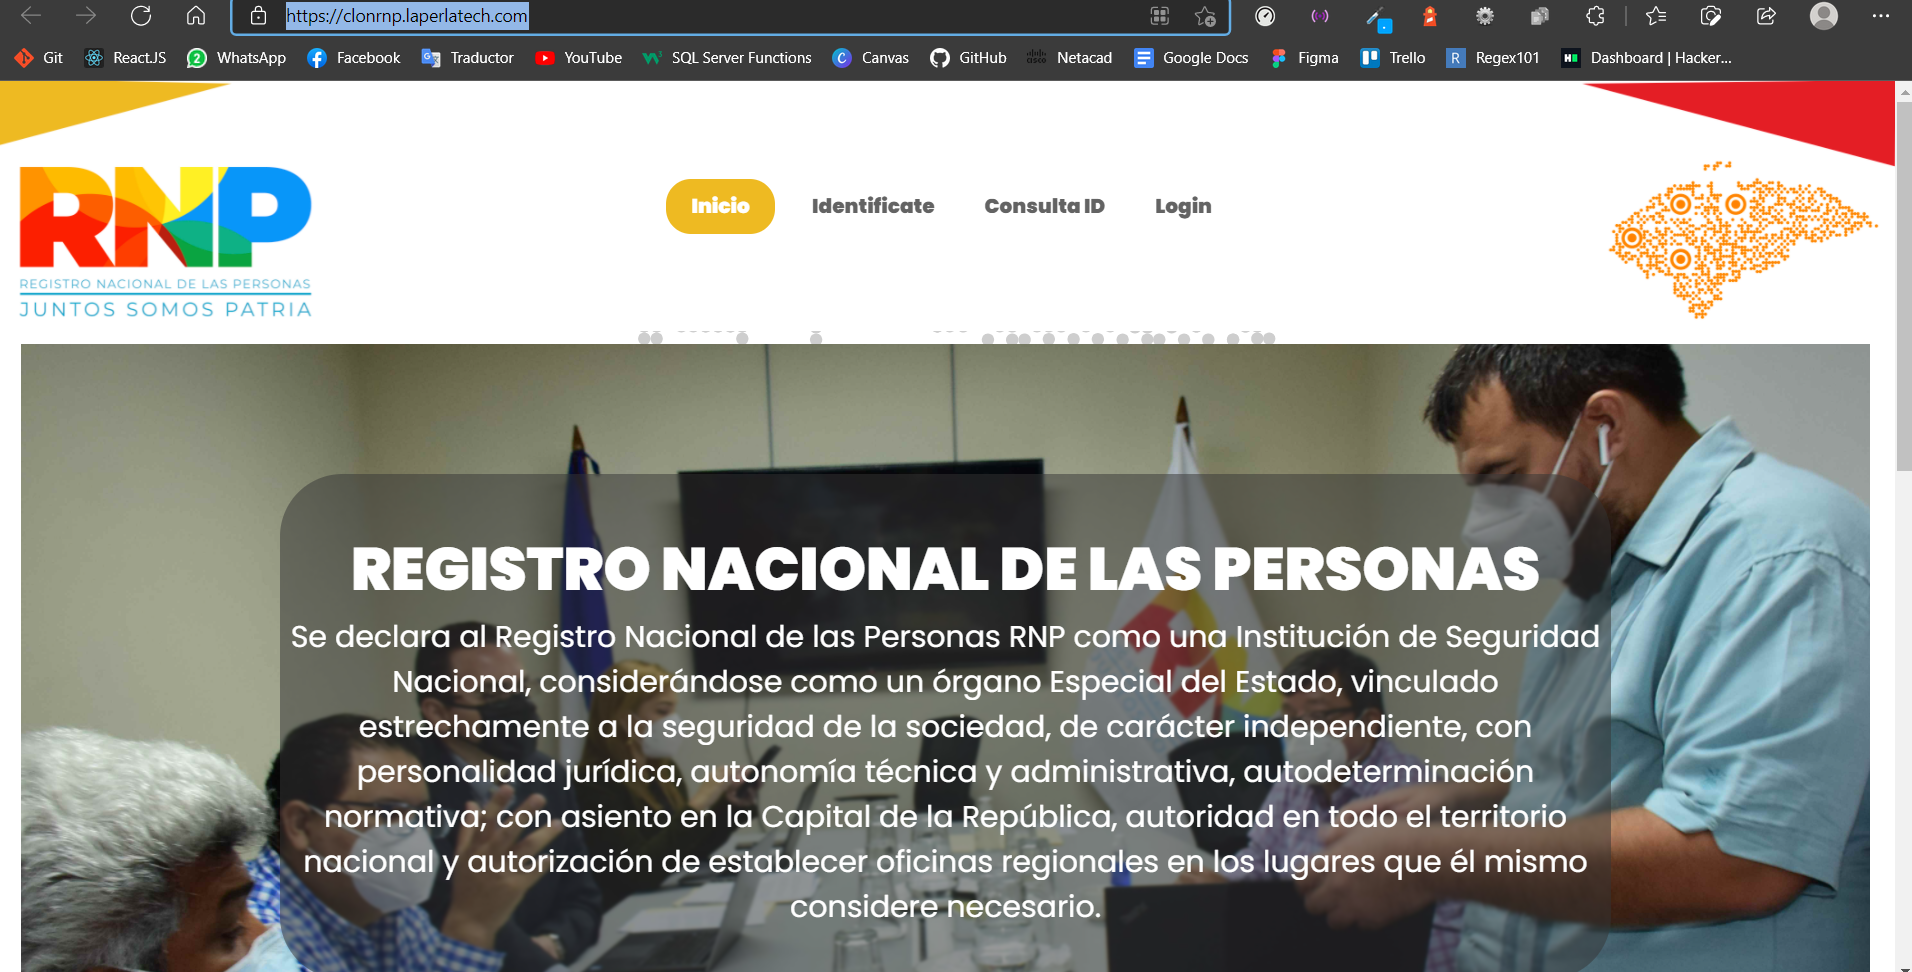 https://clonrnp.laperlatech.com
Git ReactJS WhatsApp Facebook Traductor YouTube SQL Server Functions Canvas GitHub Netacad Google Docs Figma Trello Regex101 Dashboard | Hacker...
Inicio Identificate Consulta ID Login
RNP
REGISTRO NACIONAL DE LAS PERSONAS
JUNTOS SOMOS PATRIA
REGISTRO NACIONAL DE LAS PERSONAS
Se declara al Registro Nacional de las Personas RNP como una Institución de Seguridad
Nacional, considerándose como un órgano Especial del Estado, vinculado
estrechamente a la seguridad de la sociedad, de carácter independiente, con
personalidad jurídica, autonomía técnica y administrativa, autodeterminación
normativa; con asiento en la Capital de la República, autoridad en todo el territorio
nacional y autorización de establecer oficinas regionales en los lugares que él mismo
considere necesario.